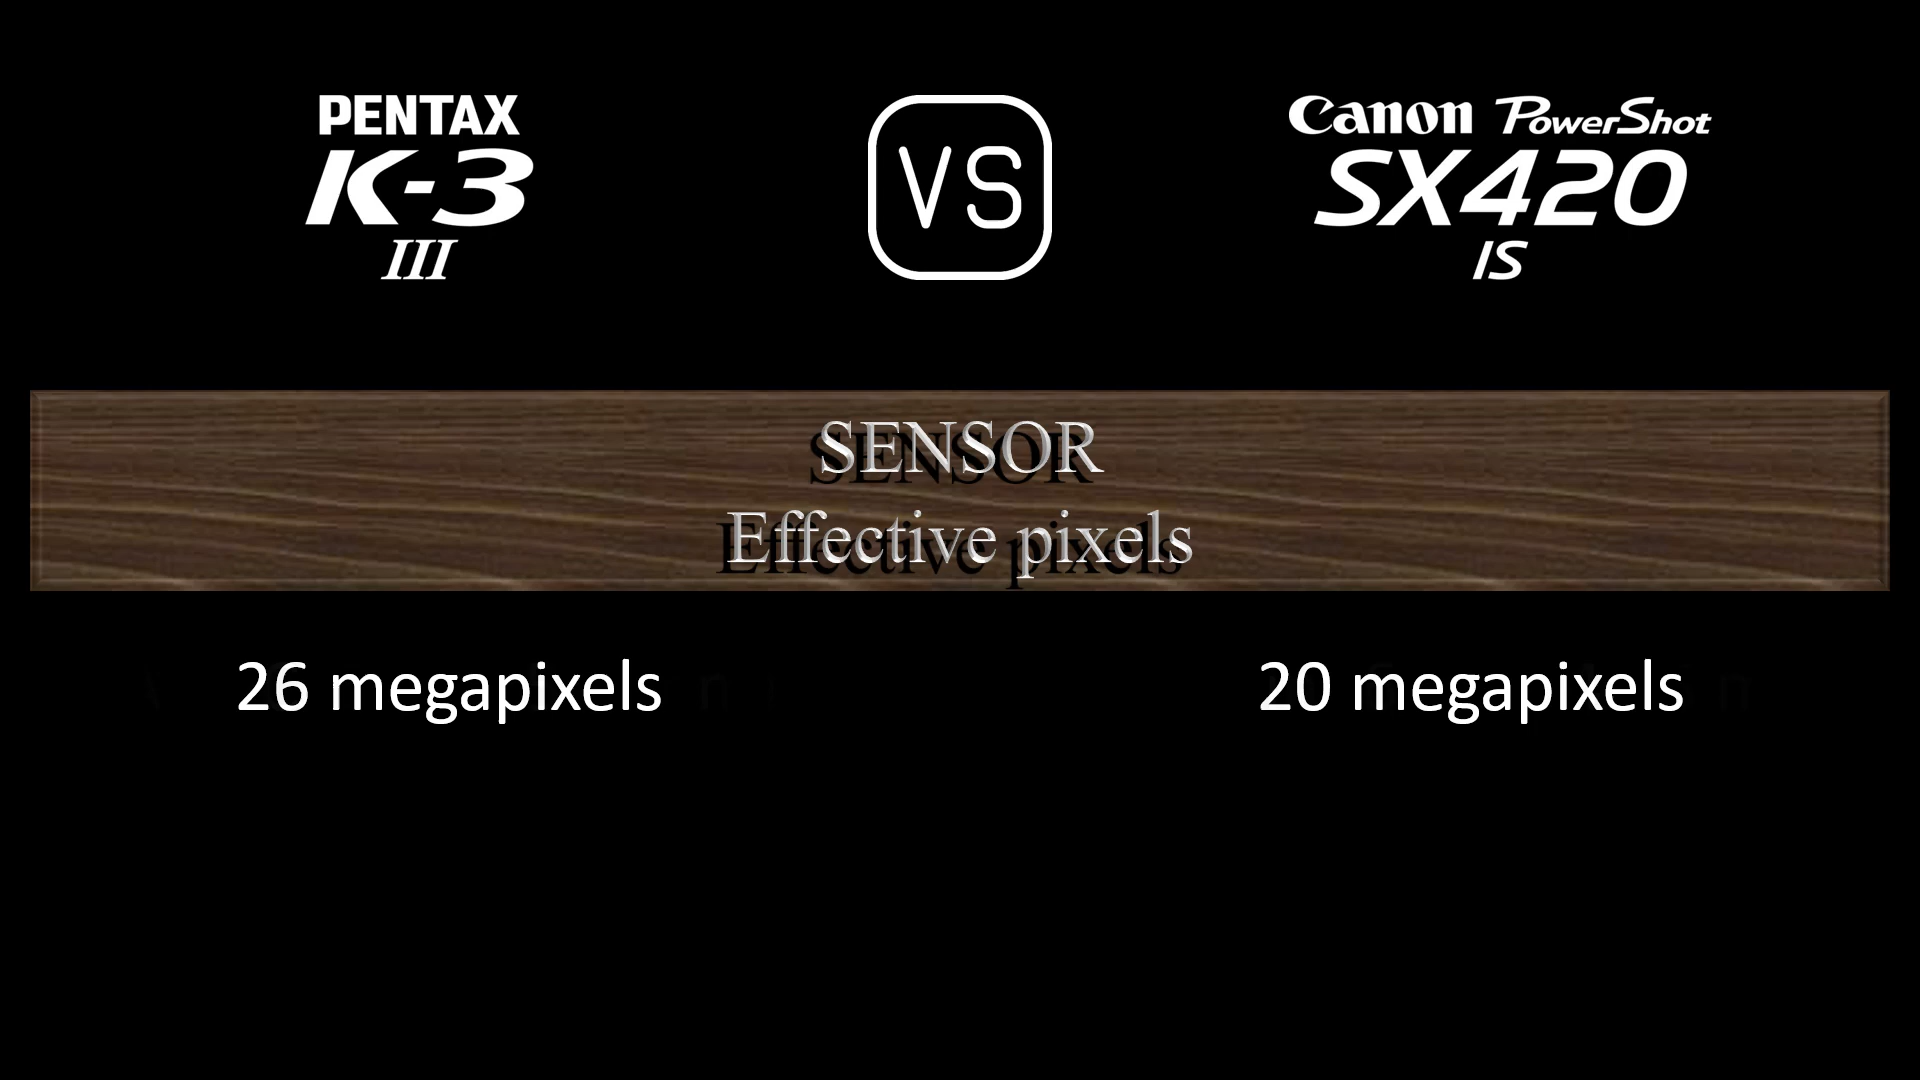 PENTAX
K-3
III
VS
Canon PowerShot
SX420
IS
SENSOR
Effective pixels
26 megapixels
20 megapixels